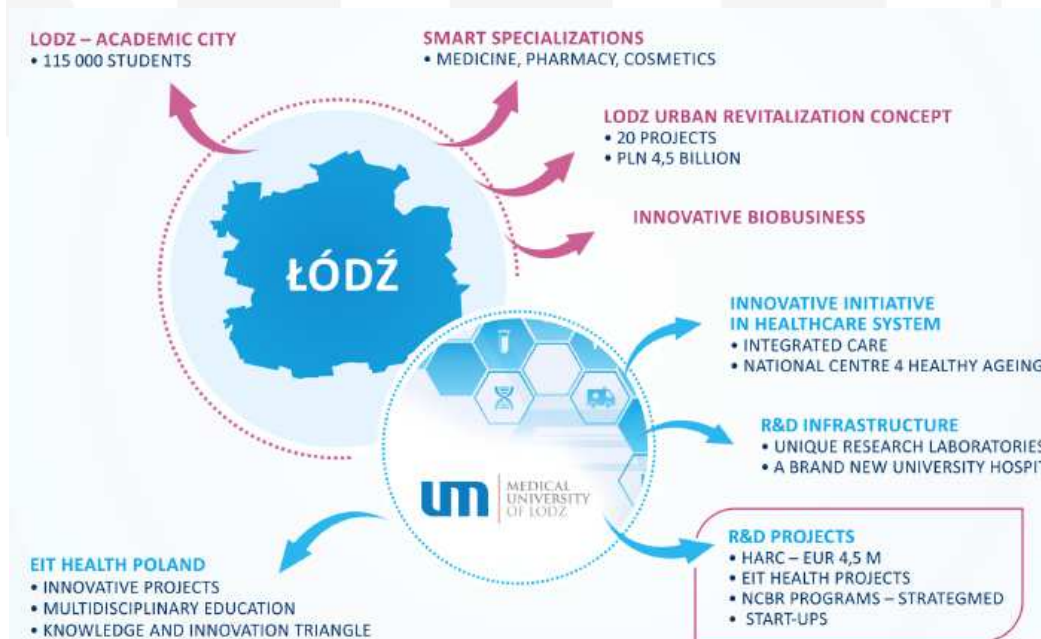 LODZ – ACADEMIC CITY
• 115 000 STUDENTS
SMART SPECIALIZATIONS
• MEDICINE, PHARMACY, COSMETICS
LODZ URBAN REVITALIZATION CONCEPT
• 20 PROJECTS
• PLN 4,5 BILLION
INNOVATIVE BIOBUSINESS
ŁÓDŹ
INNOVATIVE INITIATIVE
IN HEALTHCARE SYSTEM
• INTEGRATED CARE
• NATIONAL CENTRE 4 HEALTHY AGEING
R&D INFRASTRUCTURE
• UNIQUE RESEARCH LABORATORIES
• A BRAND NEW UNIVERSITY HOSPIT
um
MEDICAL
UNIVERSITY
OF LODZ
R&D PROJECTS
• HARC – EUR 4,5 M
• EIT HEALTH PROJECTS
• NCBR PROGRAMS – STRATEGMED
• START-UPS
EIT HEALTH POLAND
• INNOVATIVE PROJECTS
• MULTIDISCIPLINARY EDUCATION
• KNOWLEDGE AND INNOVATION TRIANGLE